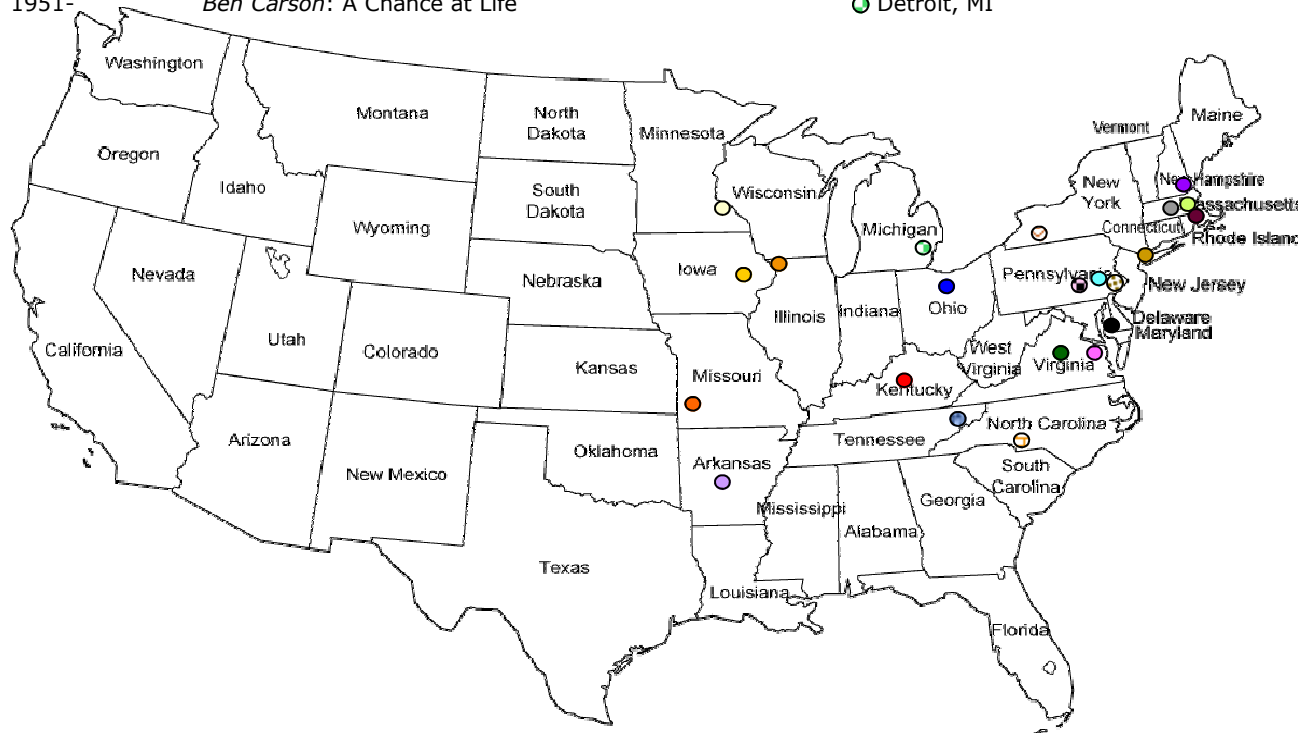 1951- Ben Carson: A Chance at Life Detroit, MI
Washington
Montana
North
Dakota
Minnesota
Maine
Vermont
Oregon
Idaho
South
Dakota
Wisconsin
New
York
New Hampshire
Wyoming
Michigan
assachusetts
Connecticut
Rhode Island
Nevada
Nebraska
Iowa
Pennsylvania
New Jersey
Illinois
Indiana
Ohio
Delaware
Maryland
California
Utah
Colorado
Kansas
Missouri
West
Virginia
Virginia
Kentucky
Arizona
New Mexico
Oklahoma
Arkansas
Tennessee
North Carolina
South
Carolina
Mississippi
Alabama
Georgia
Texas
Louisiana
Florida